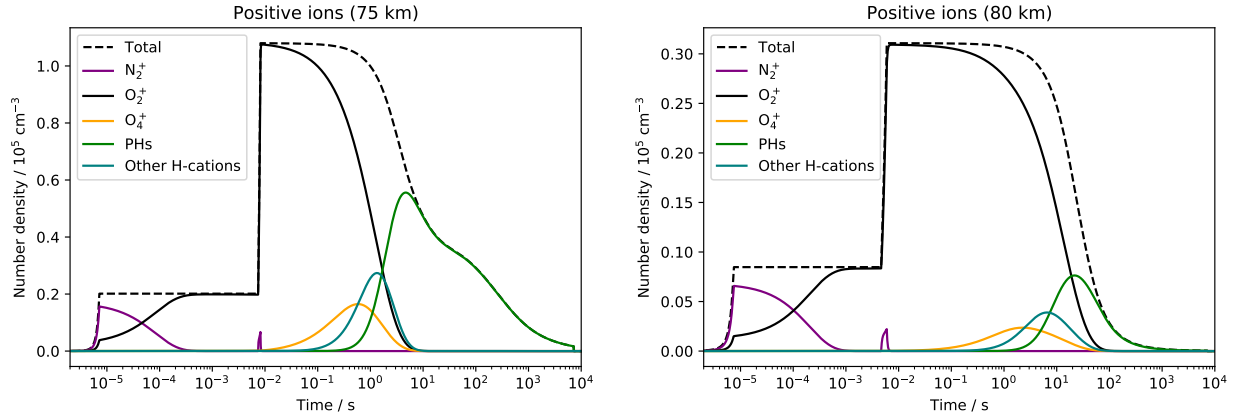 Positive ions (75 km)
Number density / 10⁵ cm⁻³
1.0
0.8
0.6
0.4
0.2
0.0
Total
N₂⁺
O₂⁺
O₄⁺
PHs
Other H-cations
10⁻⁵ 10⁻⁴ 10⁻³ 10⁻² 10⁻¹ 10⁰ 10¹ 10² 10³ 10⁴
Time / s
Positive ions (80 km)
Number density / 10⁵ cm⁻³
0.30
0.25
0.20
0.15
0.10
0.05
0.00
Total
N₂⁺
O₂⁺
O₄⁺
PHs
Other H-cations
10⁻⁵ 10⁻⁴ 10⁻³ 10⁻² 10⁻¹ 10⁰ 10¹ 10² 10³ 10⁴
Time / s